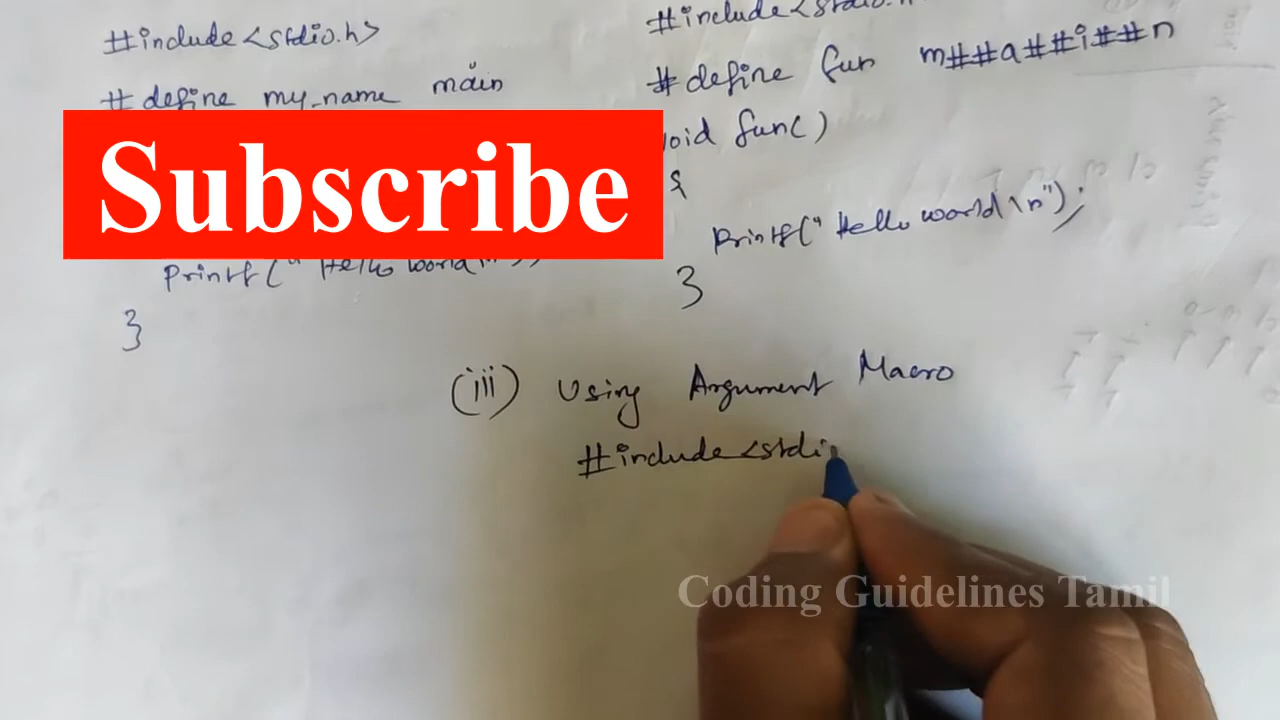 #include<stdio.h>
# define my_name main
Subscribe
Printf(" Hello world
}
#include<stdio.h
# define fun m##a##i##n
void fun()
{
Printf(" Hello world\n");
}
(iii) Using Argument Macro
#include<stdi
Coding Guidelines Tamil